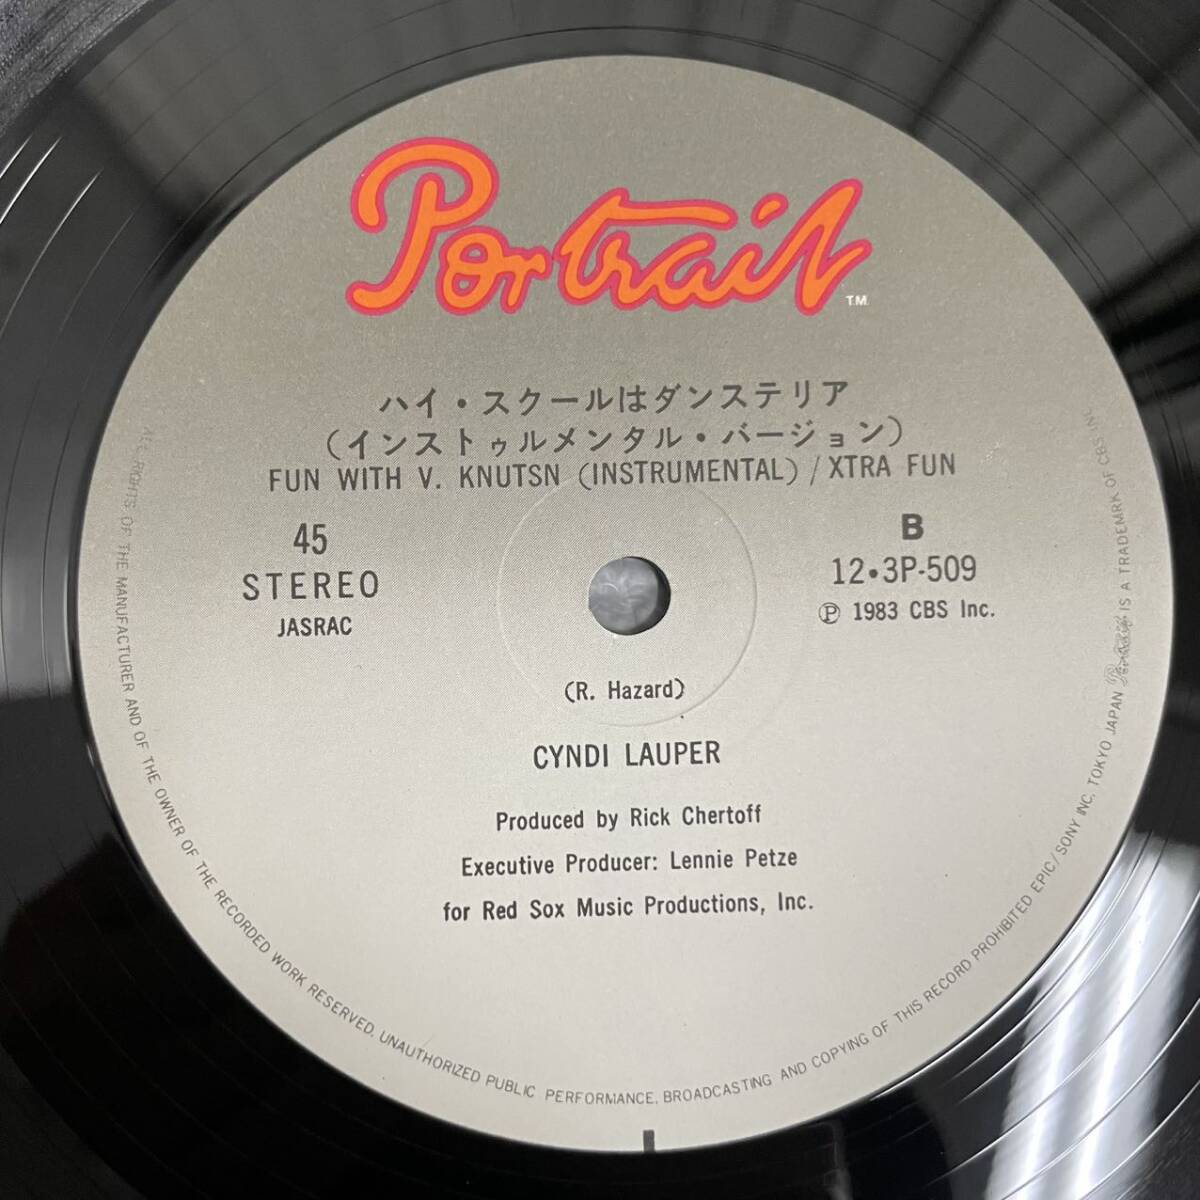 Portrait
T.M.
ハイ・スクールはダンステリア
(インストゥルメンタル・バージョン)
FUN WITH V. KNUTSN (INSTRUMENTAL) / XTRA FUN
45
STEREO
JASRAC
B
12・3P-509
Ⓟ 1983 CBS Inc.
(R. Hazard)
CYNDI LAUPER
Produced by Rick Chertoff
Executive Producer: Lennie Petze
for Red Sox Music Productions, Inc.
ALL RIGHTS OF THE MANUFACTURER AND OF THE OWNER OF THE RECORDED WORK RESERVED. UNAUTHORIZED PUBLIC PERFORMANCE, BROADCASTING AND COPYING OF THIS RECORD PROHIBITED EPIC/SONY INC. TOKYO JAPAN Portrait IS A TRADEMRK OF CBS INC.